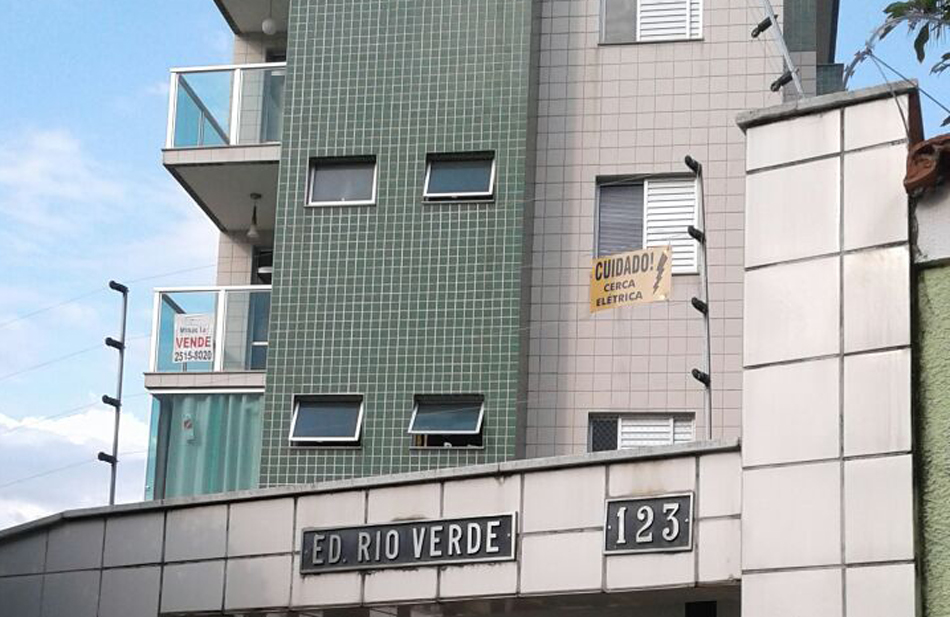 CUIDADO!
CERCA
ELÉTRICA
VENDE
2515-8020
ED. RIO VERDE
123